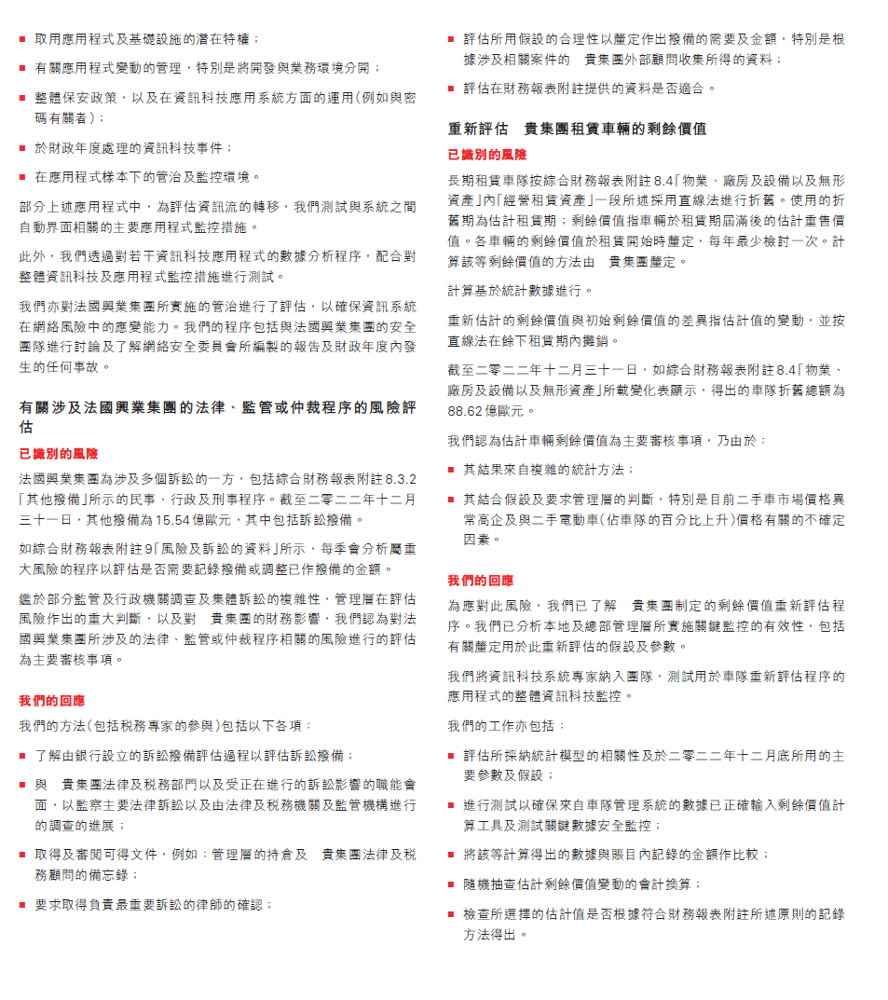 ■ 取用應用程式及基礎設施的潛在特權；
■ 有關應用程式變動的管理，特別是將開發與業務環境分開；
■ 整體保安政策，以及在資訊科技應用系統方面的運用(例如與密
碼有關者)；
■ 於財政年度處理的資訊科技事件；
■ 在應用程式樣本下的管治及監控環境。
部分上述應用程式中，為評估資訊流的轉移，我們測試與系統之間
自動界面相關的主要應用程式監控措施。
此外，我們透過對若干資訊科技應用程式的數據分析程序，配合對
整體資訊科技及應用程式監控措施進行測試。
我們亦對法國興業集團所實施的管治進行了評估，以確保資訊系統
在網絡風險中的應變能力。我們的程序包括與法國興業集團的安全
團隊進行討論及了解網絡安全委員會所編製的報告及財政年度內發
生的任何事故。
有關涉及法國興業集團的法律、監管或仲裁程序的風險評
估
已識別的風險
法國興業集團為涉及多個訴訟的一方，包括綜合財務報表附註8.3.2
「其他撥備」所示的民事、行政及刑事程序。截至二零二二年十二月
三十一日，其他撥備為15.54億歐元，其中包括訴訟撥備。
如綜合財務報表附註9「風險及訴訟的資料」所示，每季會分析屬重
大風險的程序以評估是否需要記錄撥備或調整已作撥備的金額。
鑑於部分監管及行政機關調查及集體訴訟的複雜性，管理層在評估
風險作出的重大判斷，以及對　貴集團的財務影響，我們認為對法
國興業集團所涉及的法律、監管或仲裁程序相關的風險進行的評估
為主要審核事項。
我們的回應
我們的方法(包括稅務專家的參與)包括以下各項：
■ 了解由銀行設立的訴訟撥備評估過程以評估訴訟撥備；
■ 與　貴集團法律及稅務部門以及受正在進行的訴訟影響的職能會
面，以監察主要法律訴訟以及由法律及稅務機關及監管機構進行
的調查的進展；
■ 取得及審閱可得文件，例如：管理層的持倉及　貴集團法律及稅
務顧問的備忘錄；
■ 要求取得負責最重要訴訟的律師的確認；
■ 評估所用假設的合理性以釐定作出撥備的需要及金額，特別是根
據涉及相關案件的　貴集團外部顧問收集所得的資料；
■ 評估在財務報表附註提供的資料是否適合。
重新評估　貴集團租賃車輛的剩餘價值
已識別的風險
長期租賃車隊按綜合財務報表附註8.4「物業、廠房及設備以及無形
資產」內「經營租賃資產」一段所述採用直線法進行折舊。使用的折
舊期為估計租賃期；剩餘價值指車輛於租賃期屆滿後的估計重售價
值。各車輛的剩餘價值於租賃開始時釐定，每年最少檢討一次。計
算該等剩餘價值的方法由　貴集團釐定。
計算基於統計數據進行。
重新估計的剩餘價值與初始剩餘價值的差異指估計值的變動，並按
直線法在餘下租賃期內攤銷。
截至二零二二年十二月三十一日，如綜合財務報表附註8.4「物業、
廠房及設備以及無形資產」所載變化表顯示，得出的車隊折舊總額為
88.62億歐元。
我們認為估計車輛剩餘價值為主要審核事項，乃由於：
■ 其結果來自複雜的統計方法；
■ 其結合假設及要求管理層的判斷，特別是目前二手車市場價格異
常高企及與二手電動車(佔車隊的百分比上升)價格有關的不確定
因素。
我們的回應
為應對此風險，我們已了解　貴集團制定的剩餘價值重新評估程
序。我們已分析本地及總部管理層所實施關鍵監控的有效性，包括
有關釐定用於此重新評估的假設及參數。
我們將資訊科技系統專家納入團隊，測試用於車隊重新評估程序的
應用程式的整體資訊科技監控。
我們的工作亦包括：
■ 評估所採納統計模型的相關性及於二零二二年十二月底所用的主
要參數及假設；
■ 進行測試以確保來自車隊管理系統的數據已正確輸入剩餘價值計
算工具及測試關鍵數據安全監控；
■ 將該等計算得出的數據與賬目內記錄的金額作比較；
■ 隨機抽查估計剩餘價值變動的會計換算；
■ 檢查所選擇的估計值是否根據符合財務報表附註所述原則的記錄
方法得出。